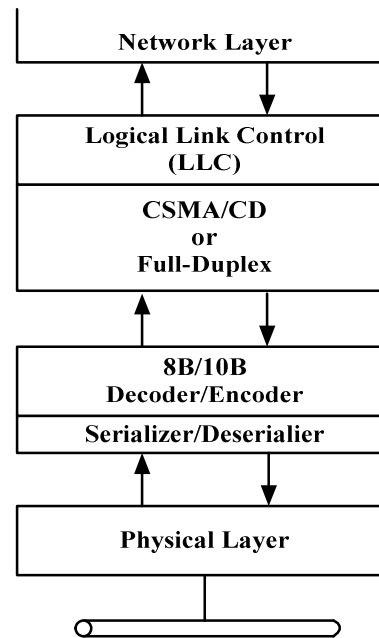 Network Layer
Logical Link Control
(LLC)
CSMA/CD
or
Full-Duplex
8B/10B
Decoder/Encoder
Serializer/Deserialier
Physical Layer